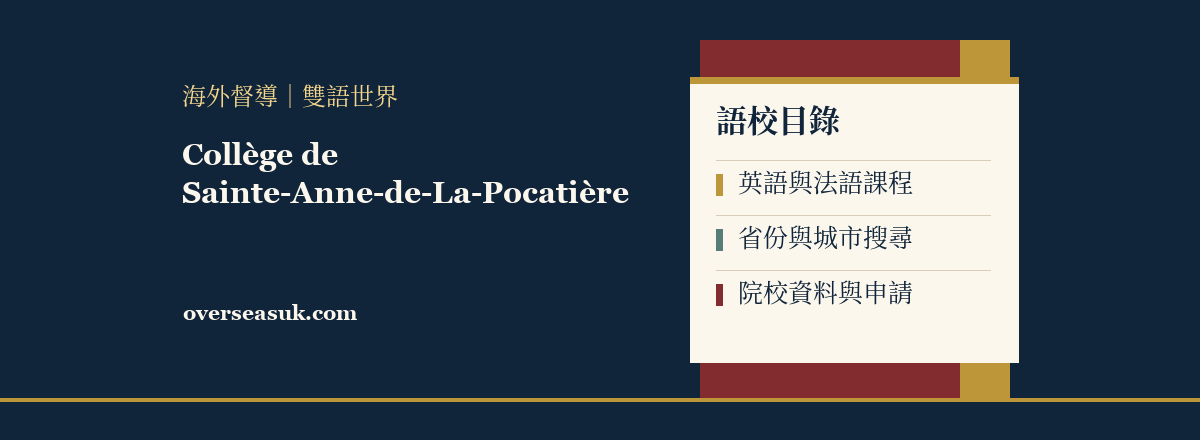 海外督導｜雙語世界
Collège de
Sainte-Anne-de-La-Pocatière
overseasuk.com
語校目錄
英語與法語課程
省份與城市搜尋
院校資料與申請